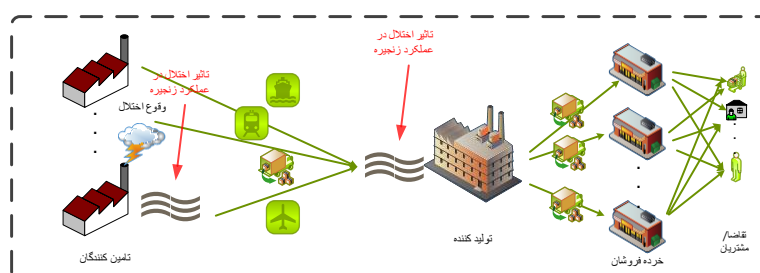 تاثیر اختلال در
عملکرد زنجیره
تاثیر اختلال در
عملکرد زنجیره
وقوع اختلال
تقاضا/
مشتریان
خرده فروشان
تولید کننده
تامین کنندگان